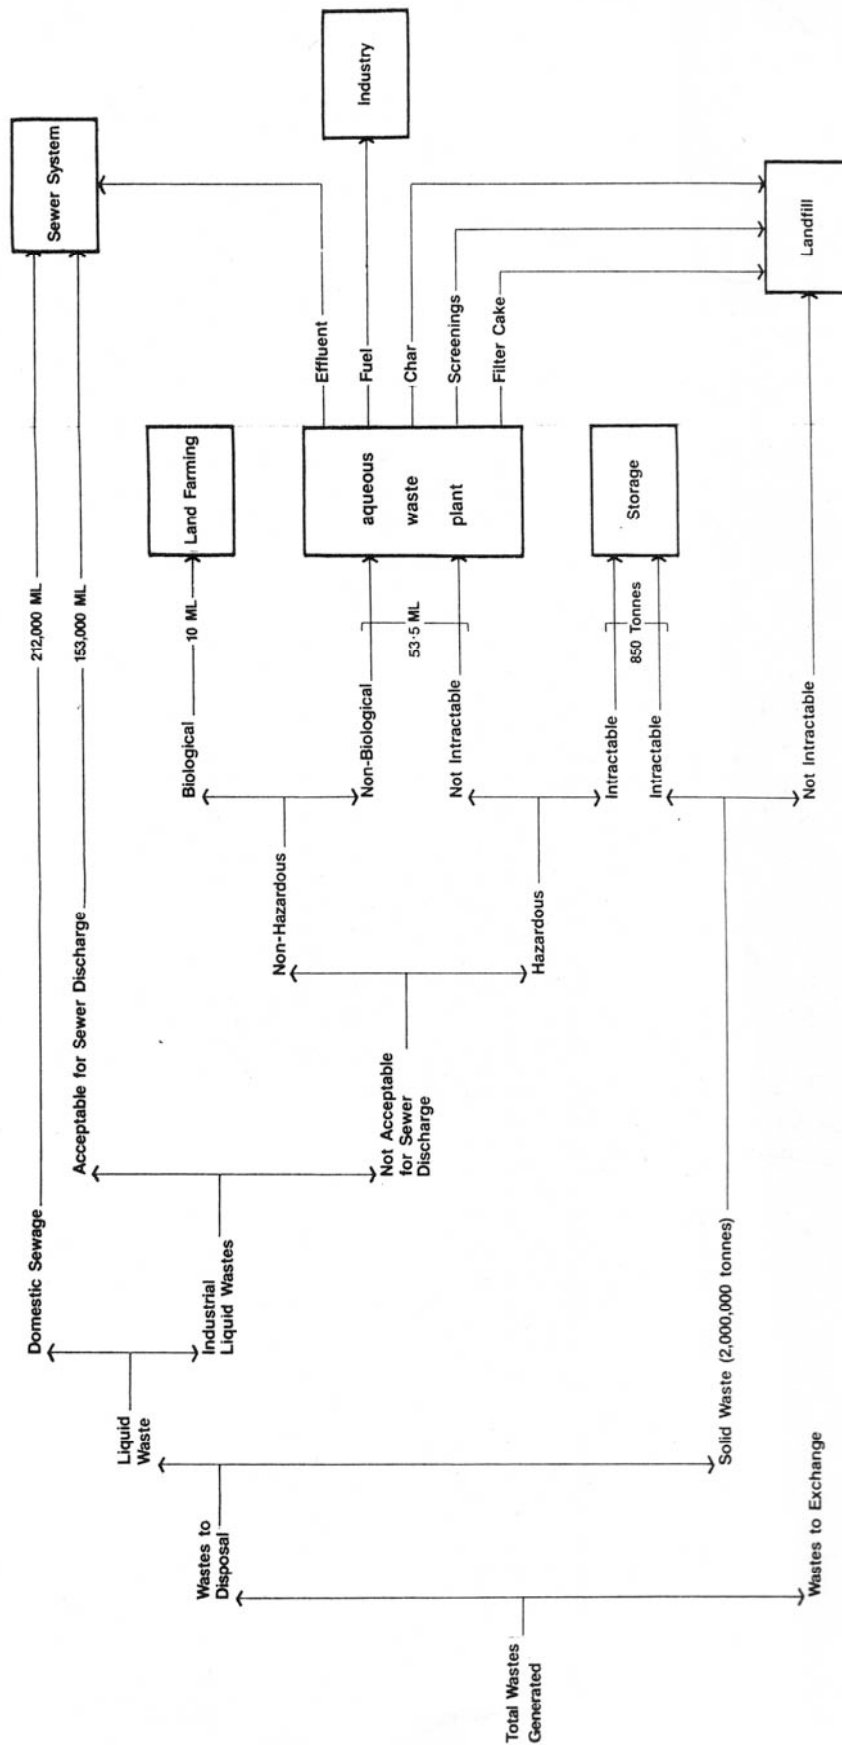 Total Wastes
Generated
Wastes to
Disposal
Wastes to Exchange
Liquid
Waste
Solid Waste (2,000,000 tonnes)
Domestic Sewage
Industrial
Liquid Wastes
Acceptable for Sewer Discharge
Not Acceptable
for Sewer
Discharge
Non-Hazardous
Hazardous
Biological
Non-Biological
Not Intractable
Intractable
Intractable
Not Intractable
212,000 ML
153,000 ML
10 ML
53·5 ML
850 Tonnes
Land Farming
aqueous
waste
plant
Storage
Effluent
Fuel
Char
Screenings
Filter Cake
Sewer System
Industry
Landfill